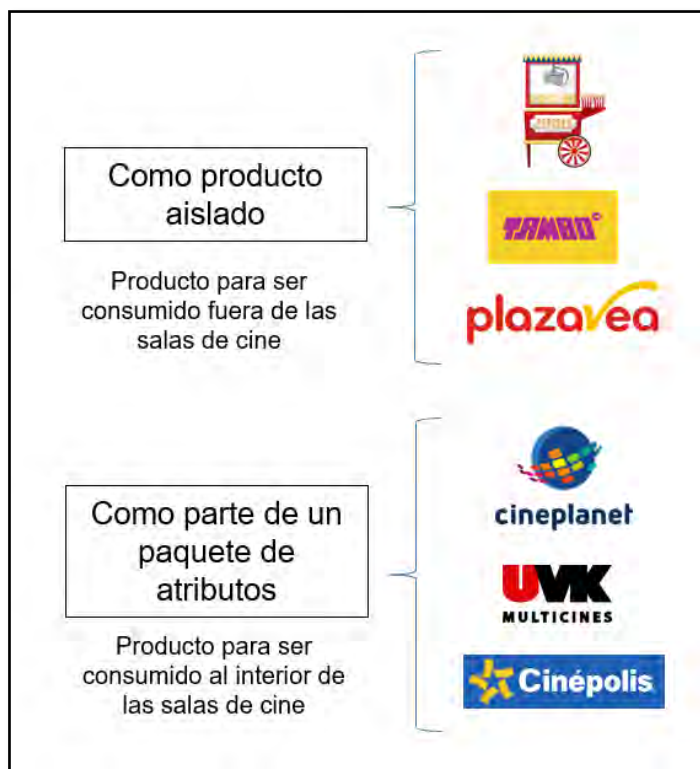 Como producto
aislado
Producto para ser
consumido fuera de las
salas de cine
TAMBO
plazavea
Como parte de un
paquete de
atributos
Producto para ser
consumido al interior de
las salas de cine
cineplanet
UVK
MULTICINES
Cinépolis